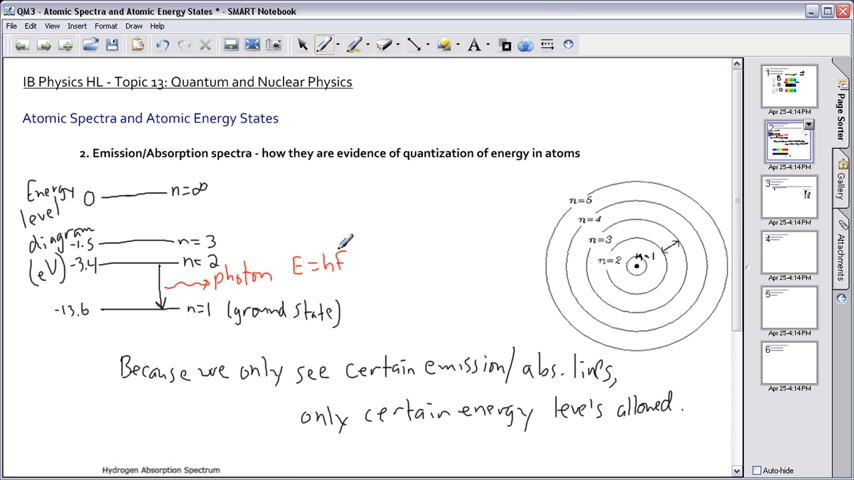 QM3 - Atomic Spectra and Atomic Energy States * - SMART Notebook
File Edit View Insert Format Draw Help
IB Physics HL - Topic 13: Quantum and Nuclear Physics
Atomic Spectra and Atomic Energy States
2. Emission/Absorption spectra - how they are evidence of quantization of energy in atoms
Energy level diagram (eV)
0 n=∞
-1.5 n=3
-3.4 n=2
photon E=hf
-13.6 n=1 (ground state)
n=5
n=4
n=3
n=2
n=1
Because we only see certain emission/abs. lines,
only certain energy levels allowed.
Hydrogen Absorption Spectrum
1
Apr 25-4:14 PM
2
Apr 25-4:14 PM
3
Apr 25-4:14 PM
4
Apr 25-4:14 PM
5
Apr 25-4:14 PM
6
Apr 25-4:14 PM
Page Sorter
Gallery
Attachments
Auto-hide